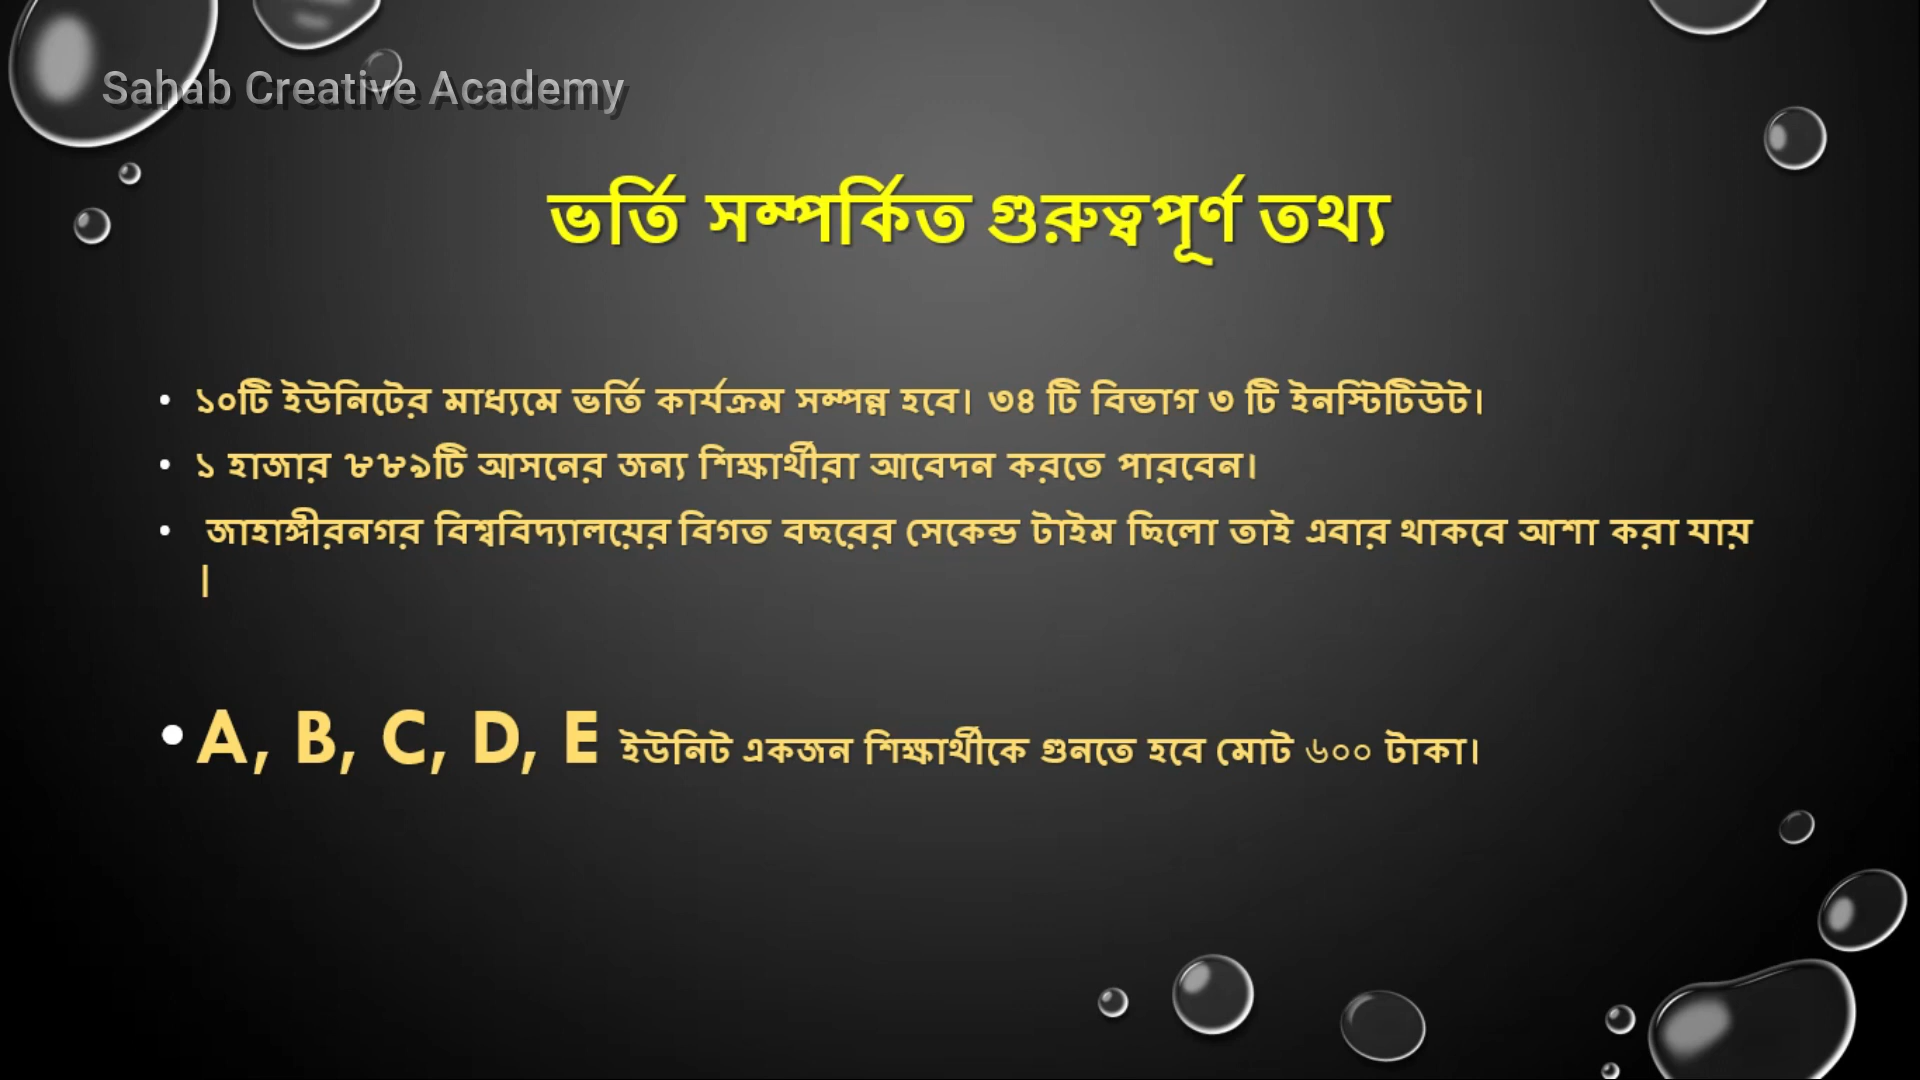 Sahab Creative Academy
ভর্তি সম্পর্কিত গুরুত্বপূর্ণ তথ্য
• ১০টি ইউনিটের মাধ্যমে ভর্তি কার্যক্রম সম্পন্ন হবে। ৩৪ টি বিভাগ ৩ টি ইনস্টিটিউট।
• ১ হাজার ৮৮৯টি আসনের জন্য শিক্ষার্থীরা আবেদন করতে পারবেন।
• জাহাঙ্গীরনগর বিশ্ববিদ্যালয়ের বিগত বছরের সেকেন্ড টাইম ছিলো তাই এবার থাকবে আশা করা যায়
।
• A, B, C, D, E ইউনিট একজন শিক্ষার্থীকে গুনতে হবে মোট ৬০০ টাকা।